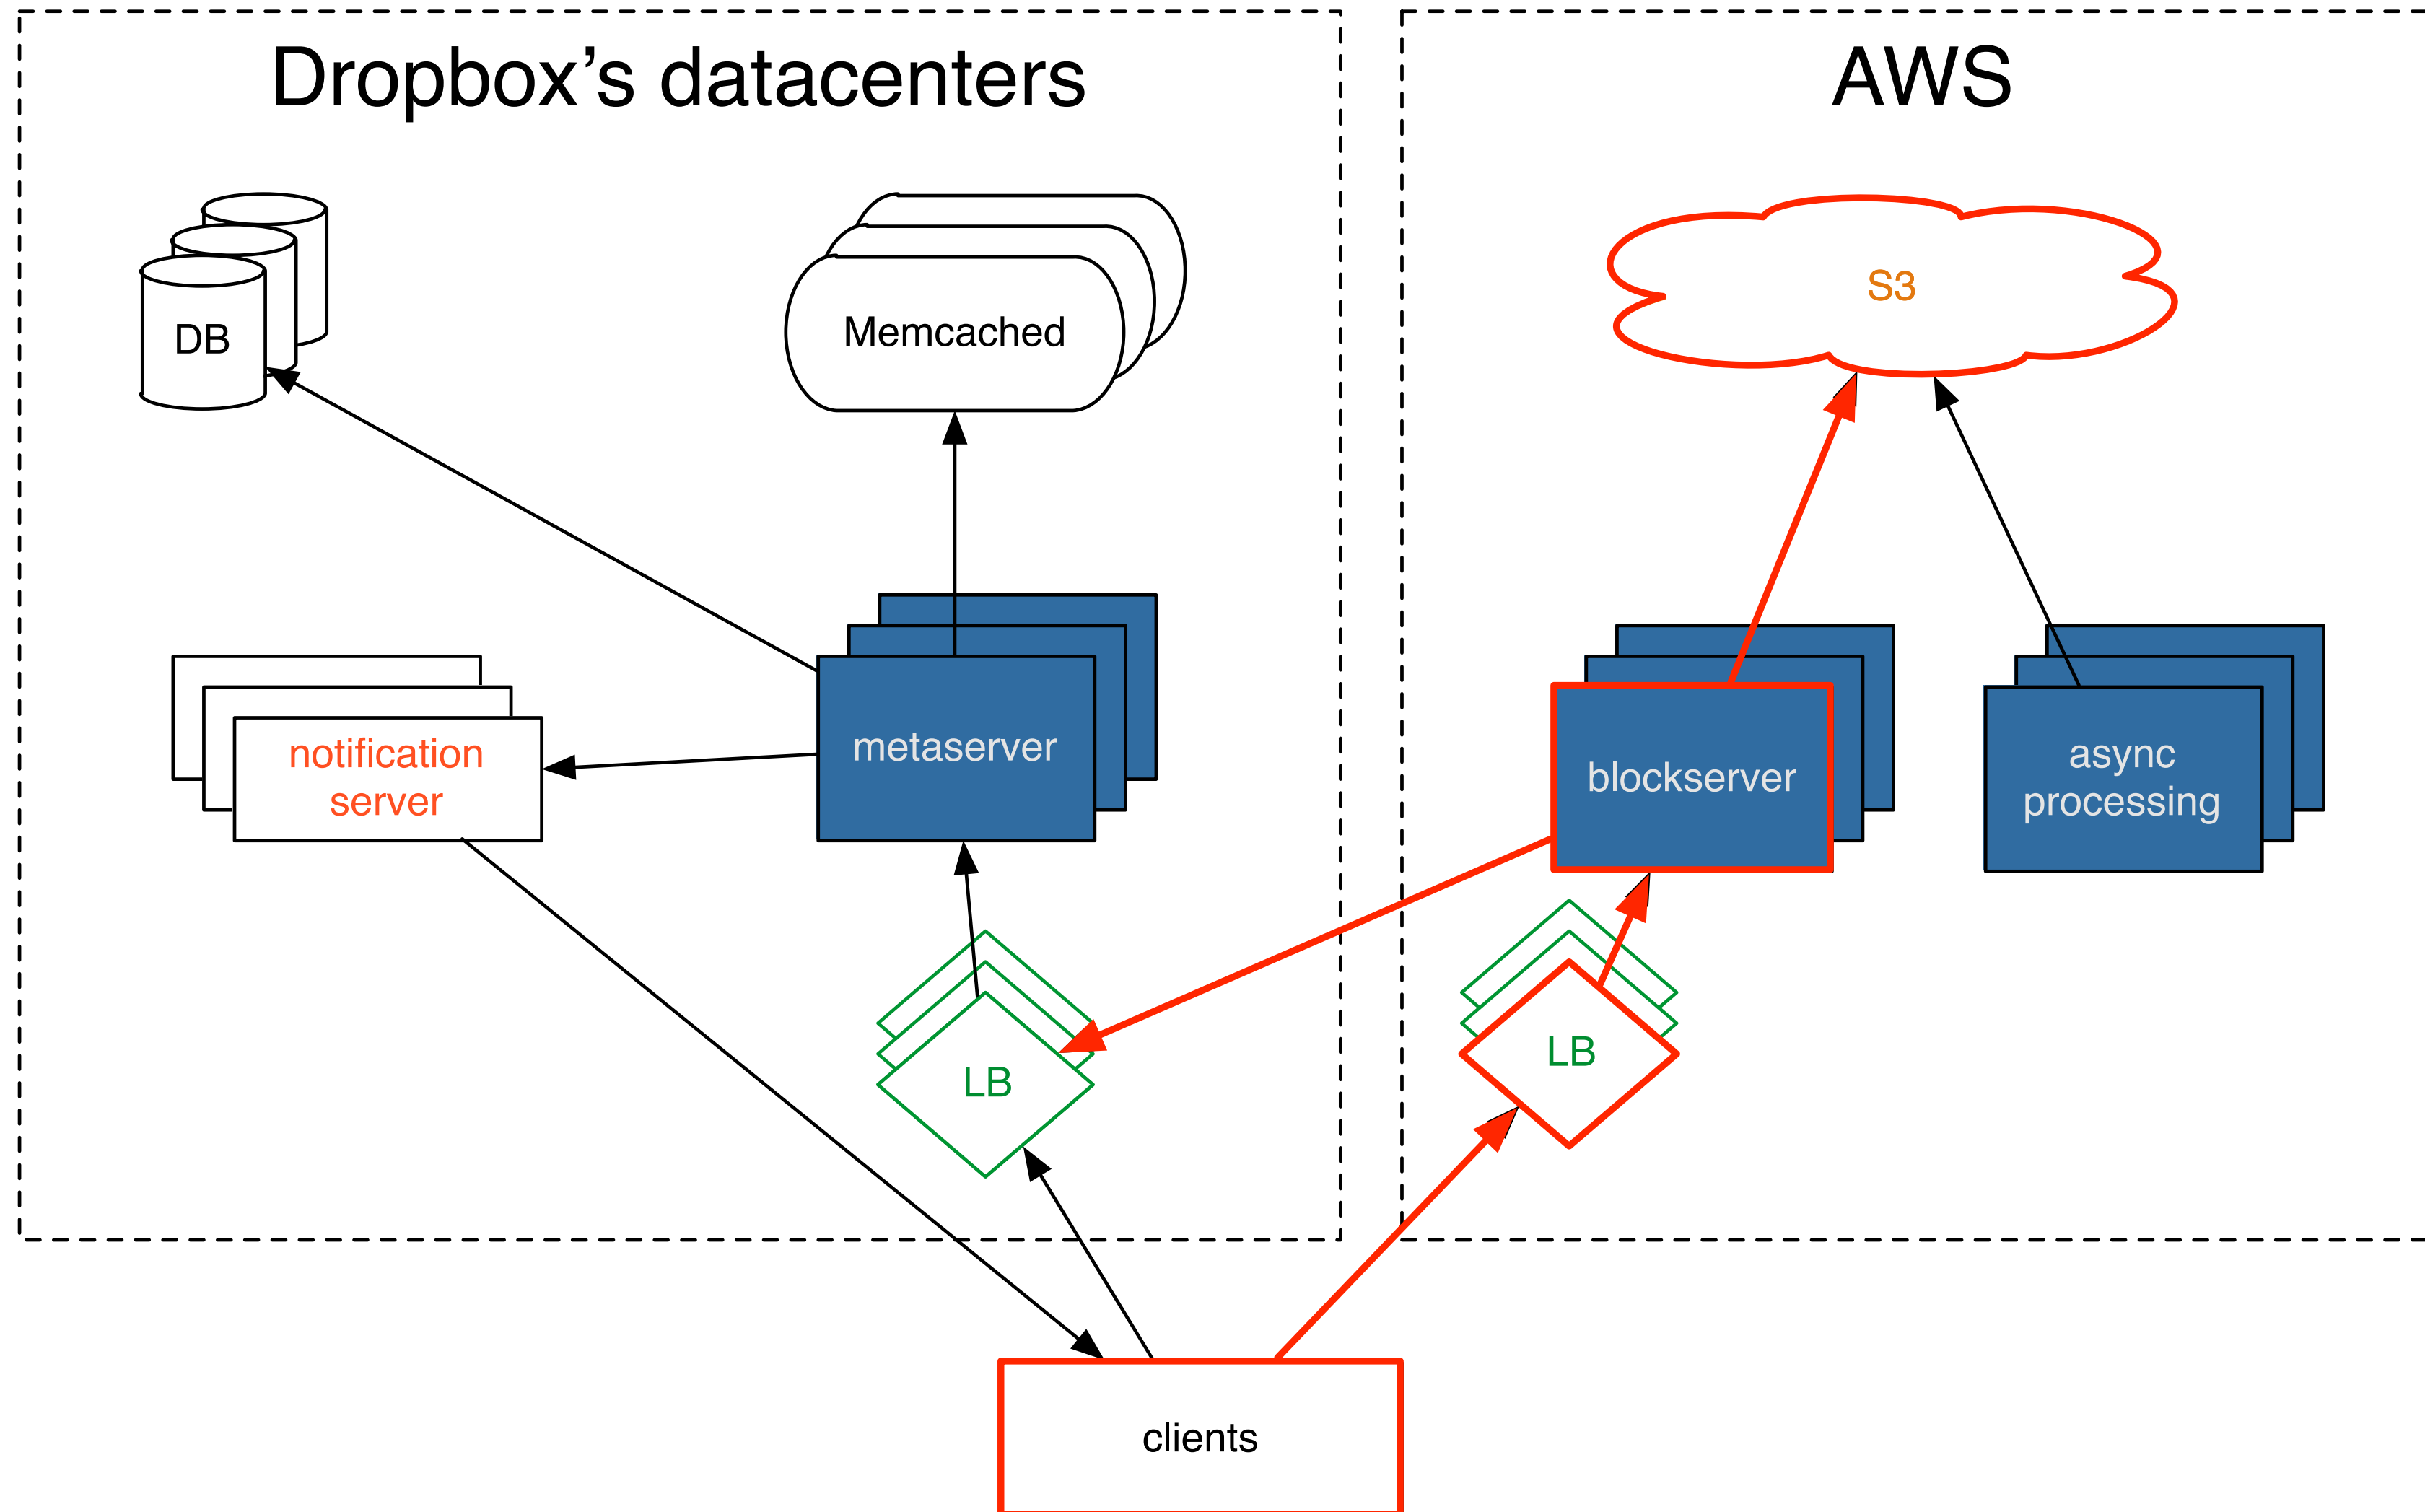 Dropbox’s datacenters
AWS
DB
Memcached
S3
notification
server
metaserver
blockserver
async
processing
LB
LB
clients